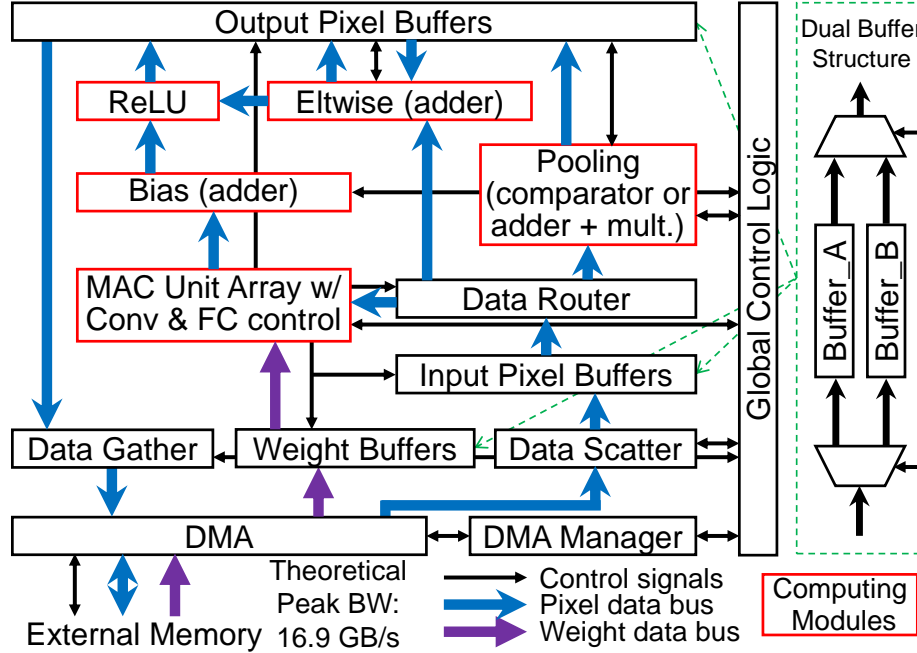 Output Pixel Buffers
Dual Buffer
Structure
ReLU
Eltwise (adder)
Pooling
(comparator or
adder + mult.)
Bias (adder)
Global Control Logic
MAC Unit Array w/
Conv & FC control
Data Router
Buffer_A
Buffer_B
Input Pixel Buffers
Data Gather
Weight Buffers
Data Scatter
DMA
DMA Manager
Theoretical
Peak BW:
16.9 GB/s
External Memory
Control signals
Pixel data bus
Weight data bus
Computing
Modules